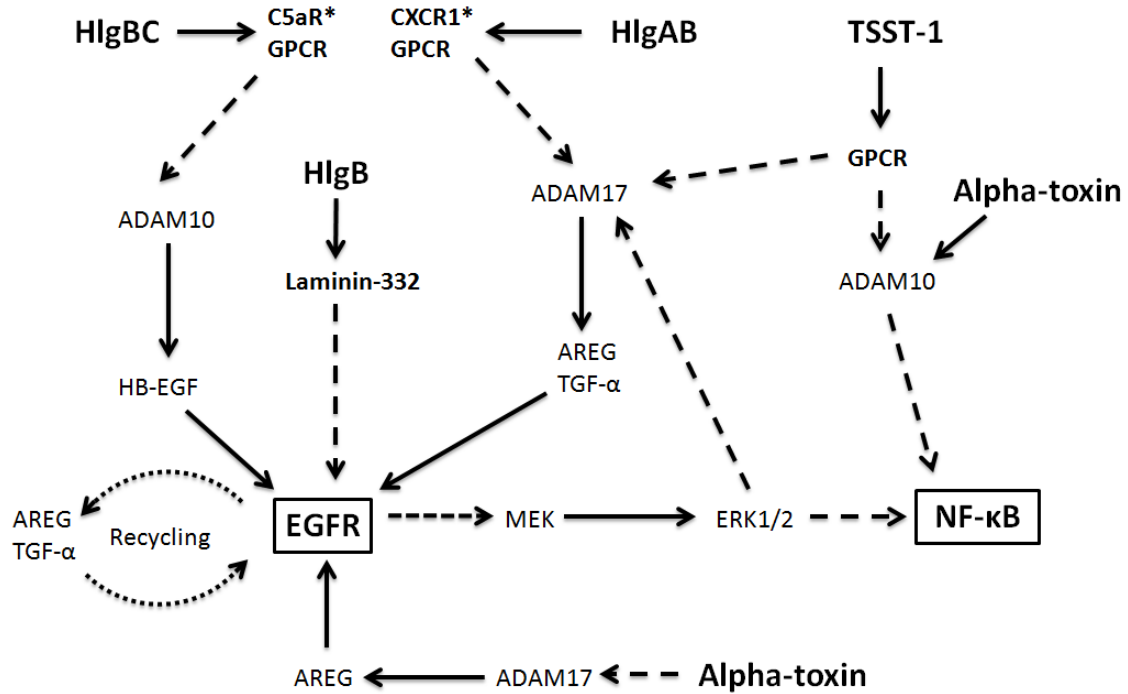 HlgBC
C5aR*
GPCR
CXCR1*
GPCR
HlgAB
TSST-1
HlgB
GPCR
ADAM10
ADAM17
Alpha-toxin
Laminin-332
ADAM10
HB-EGF
AREG
TGF-α
AREG
TGF-α
Recycling
EGFR
MEK
ERK1/2
NF-κB
AREG
ADAM17
Alpha-toxin